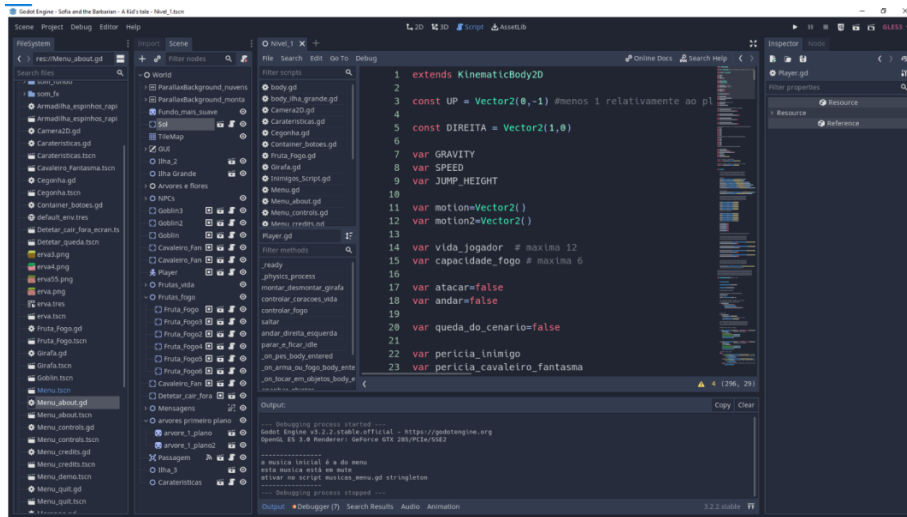 Godot Engine - Sofia and the Barbarian - A Kid's tale - Nivel_1.tscn
Scene Project Debug Editor Help
2D 3D Script AssetLib
GLES3
FileSystem
res://Menu_about.gd
Search files
som_fundo
som_fx
Armadilha_espinhos_rapi
Armadilha_espinhos_rapi
Camera2D.gd
Carateristicas.gd
Carateristicas.tscn
Cavaleiro_Fantasma.tscn
Cegonha.gd
Cegonha.tscn
Container_botoes.gd
default_env.tres
Detetar_cair_fora_ecran.ts
Detetar_queda.tscn
erva3.png
erva4.png
erva55.png
erva.png
erva.tres
erva.tscn
Fruta_Fogo.gd
Fruta_Fogo.tscn
Girafa.gd
Girafa.tscn
Goblin.tscn
Menu.tscn
Menu_about.gd
Menu_about.tscn
Menu_controls.gd
Menu_controls.tscn
Menu_credits.gd
Menu_credits.tscn
Menu_demo.tscn
Menu_quit.gd
Menu_quit.tscn
Import Scene
Filter nodes
World
ParallaxBackground_nuvens
ParallaxBackground_monta
Fundo_mais_suave
Sol
TileMap
GUI
Ilha_2
Ilha Grande
Arvores e flores
NPCs
Goblin3
Goblin2
Goblin
Cavaleiro_Fan
Cavaleiro_Fan
Player
Frutas_vida
Frutas_fogo
Fruta_Fogo
Fruta_Fogo3
Fruta_Fogo2
Fruta_Fogo4
Fruta_Fogo5
Fruta_Fogo6
Cavaleiro_Fan
Detetar_cair_fora
Mensagens
arvores primeiro plano
arvore_1_plano
arvore_1_plano2
Passagem
Ilha_3
Carateristicas
Nivel_1
File Search Edit Go To Debug
Online Docs Search Help
Filter scripts
body.gd
body_ilha_grande.gd
Camera2D.gd
Carateristicas.gd
Cegonha.gd
Container_botoes.gd
Fruta_Fogo.gd
Girafa.gd
Inimigos_Script.gd
Menu.gd
Menu_about.gd
Menu_controls.gd
Menu_credits.gd
Player.gd
Filter methods
_ready
_physics_process
montar_desmontar_girafa
controlar_coracoes_vida
controlar_fogo
saltar
andar_direita_esquerda
parar_e_ficar_idle
_on_pes_body_entered
_on_arma_ou_fogo_body_ente
_on_tocar_em_objetos_body_e
1 extends KinematicBody2D
2
3 const UP = Vector2(0,-1) #menos 1 relativamente ao pl
4
5 const DIREITA = Vector2(1,0)
6
7 var GRAVITY
8 var SPEED
9 var JUMP_HEIGHT
10
11 var motion=Vector2()
12 var motion2=Vector2()
13
14 var vida_jogador # maxima 12
15 var capacidade_fogo # maxima 6
16
17 var atacar=false
18 var andar=false
19
20 var queda_do_cenario=false
21
22 var pericia_inimigo
23 var pericia_cavaleiro_fantasma
4 (296, 29)
Output:
Copy Clear
--- Debugging process started ---
Godot Engine v3.2.2.stable.official - https://godotengine.org
OpenGL ES 3.0 Renderer: GeForce GTX 285/PCIe/SSE2
---------------
a musica inicial é a do menu
esta musica está em mute
ativar no script musicas_menu.gd stringleton
---------------
--- Debugging process stopped ---
Output Debugger (7) Search Results Audio Animation
3.2.2.stable
Inspector Node
Player.gd
Filter properties
Resource
Resource
Reference